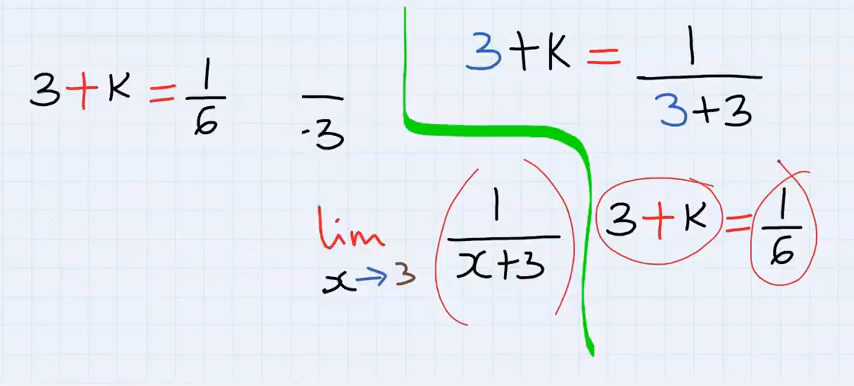 3+K = 1/6
-3
lim x→3 (1/(x+3))
3+K = 1/(3+3)
3+K = 1/6